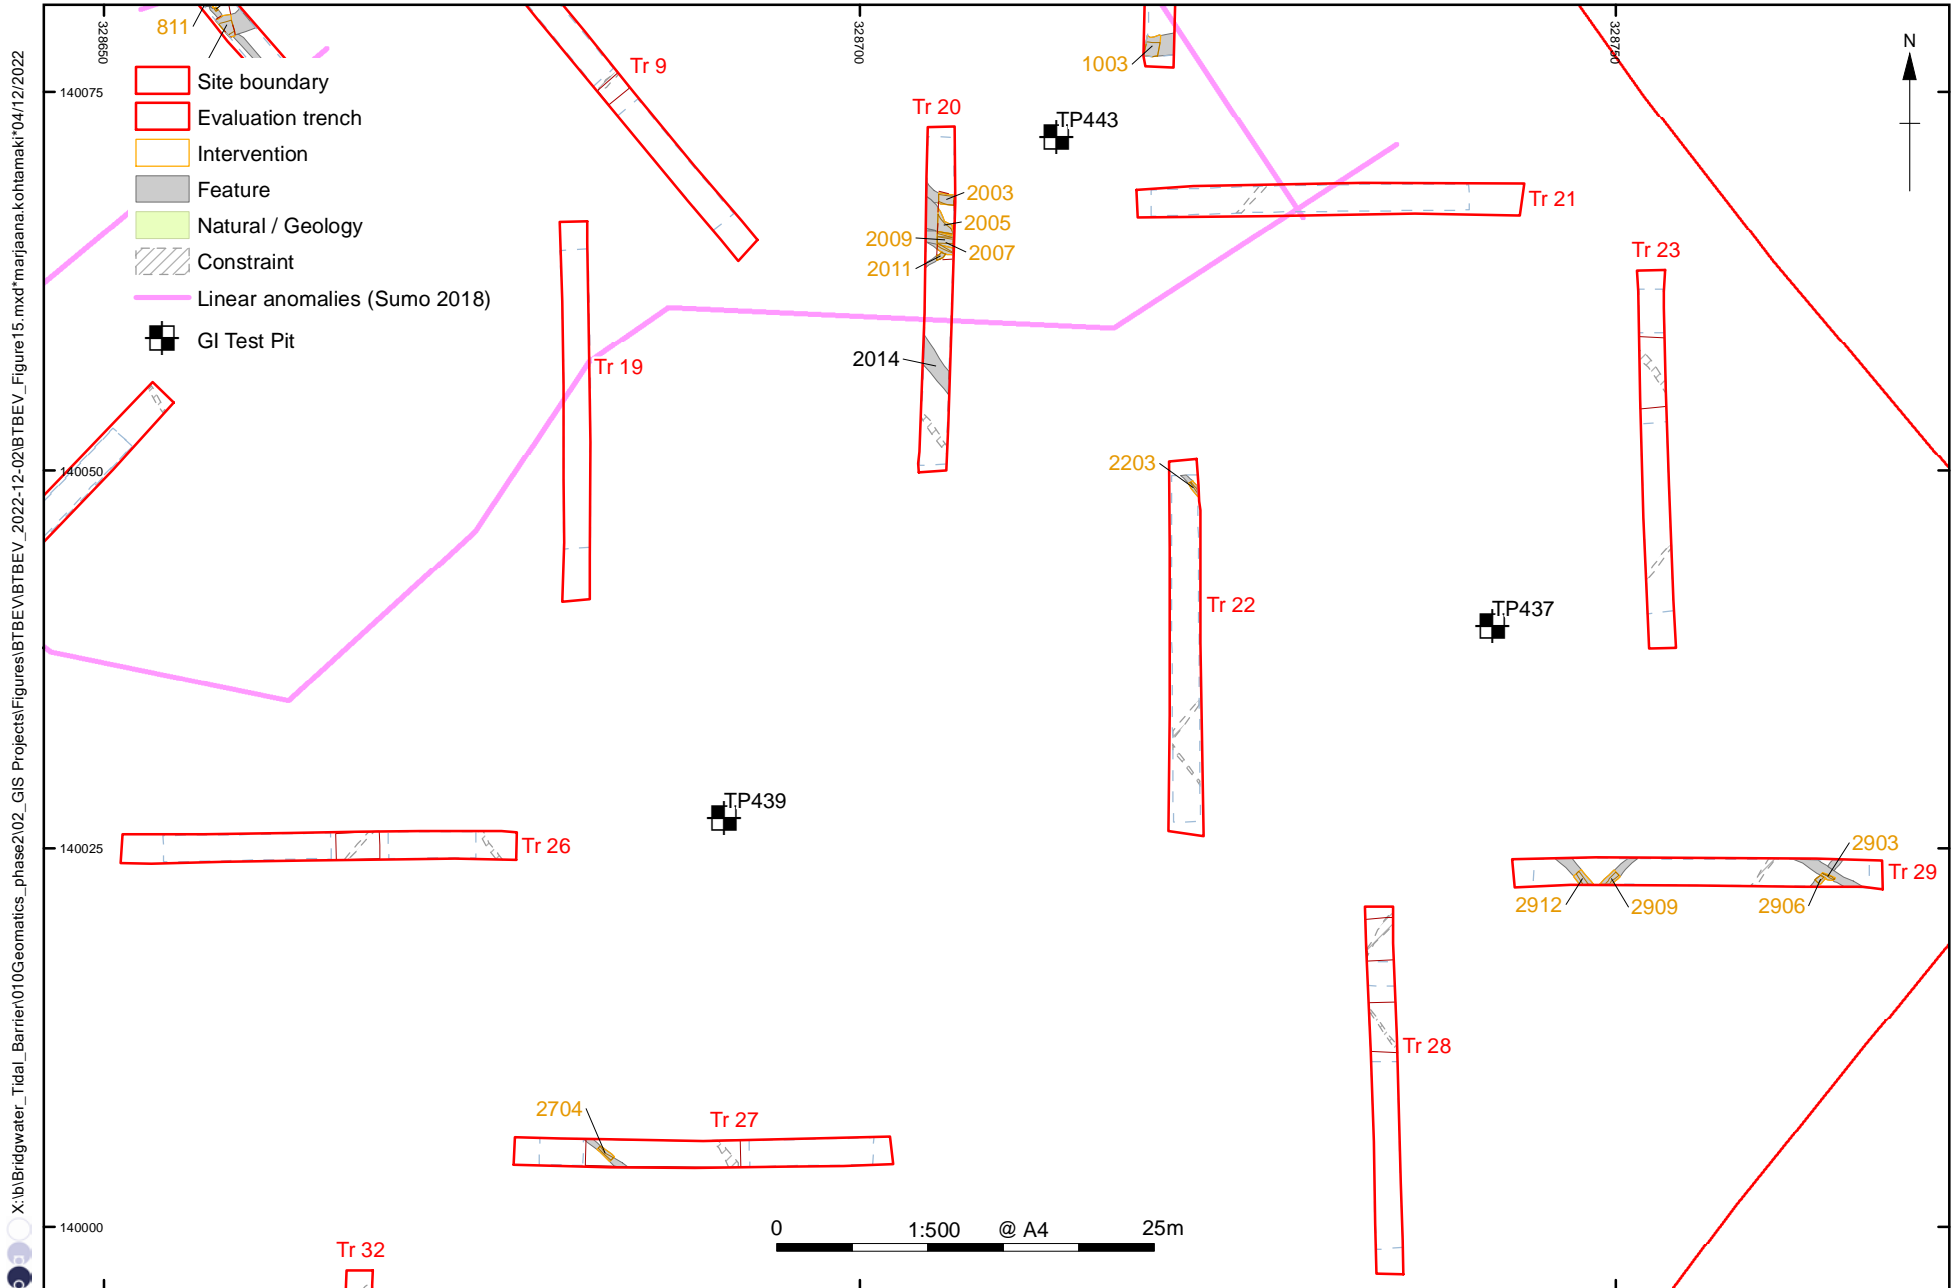 X:\b\Bridgwater_Tidal_Barrier\010Geomatics_phase2\02_GIS Projects\Figures\BTBEV\BTBEV_2022-12-02\BTBEV_Figure15.mxd*marjaana.kohtamaki*04/12/2022
328650
328700
328750
N
811
1003
Tr 9
140075
Site boundary
Evaluation trench
Intervention
Feature
Natural / Geology
Constraint
Linear anomalies (Sumo 2018)
GI Test Pit
Tr 20
TP443
2003
2005
2009
2007
2011
Tr 21
Tr 23
2014
Tr 19
140050
2203
Tr 22
TP437
TP439
140025
Tr 26
2903
Tr 29
2912
2909
2906
Tr 28
2704
Tr 27
140000
0
1:500
@ A4
25m
Tr 32